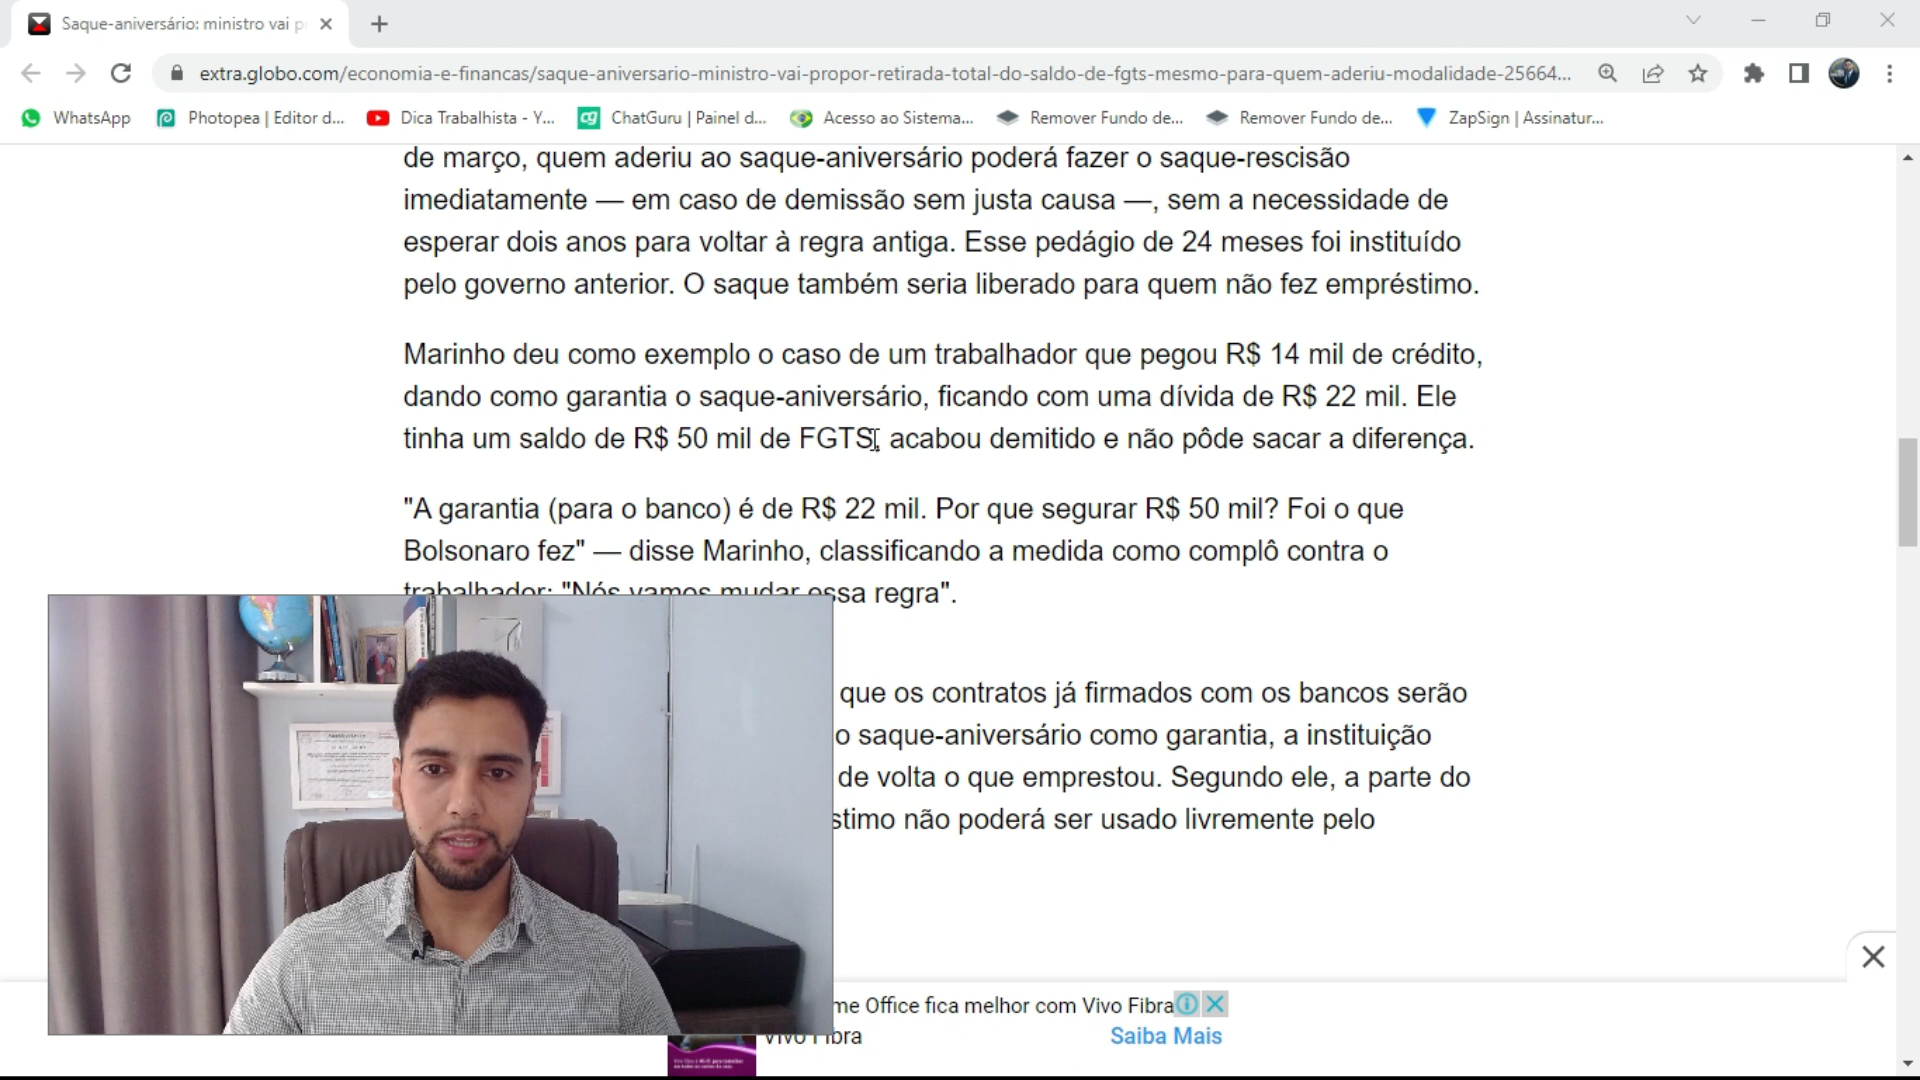 Saque-aniversário: ministro vai p
extra.globo.com/economia-e-financas/saque-aniversario-ministro-vai-propor-retirada-total-do-saldo-de-fgts-mesmo-para-quem-aderiu-modalidade-25664...
WhatsApp
Photopea | Editor d...
Dica Trabalhista - Y...
cg
ChatGuru | Painel d...
Acesso ao Sistema...
Remover Fundo de...
Remover Fundo de...
ZapSign | Assinatur...
de março, quem aderiu ao saque-aniversário poderá fazer o saque-rescisão
imediatamente — em caso de demissão sem justa causa —, sem a necessidade de
esperar dois anos para voltar à regra antiga. Esse pedágio de 24 meses foi instituído
pelo governo anterior. O saque também seria liberado para quem não fez empréstimo.
Marinho deu como exemplo o caso de um trabalhador que pegou R$ 14 mil de crédito,
dando como garantia o saque-aniversário, ficando com uma dívida de R$ 22 mil. Ele
tinha um saldo de R$ 50 mil de FGTS, acabou demitido e não pôde sacar a diferença.
"A garantia (para o banco) é de R$ 22 mil. Por que segurar R$ 50 mil? Foi o que
Bolsonaro fez" — disse Marinho, classificando a medida como complô contra o
trabalhador: "Nós vamos mudar essa regra".
que os contratos já firmados com os bancos serão
o saque-aniversário como garantia, a instituição
de volta o que emprestou. Segundo ele, a parte do
stimo não poderá ser usado livremente pelo
me Office fica melhor com Vivo Fibra
Vivo Fibra
Saiba Mais